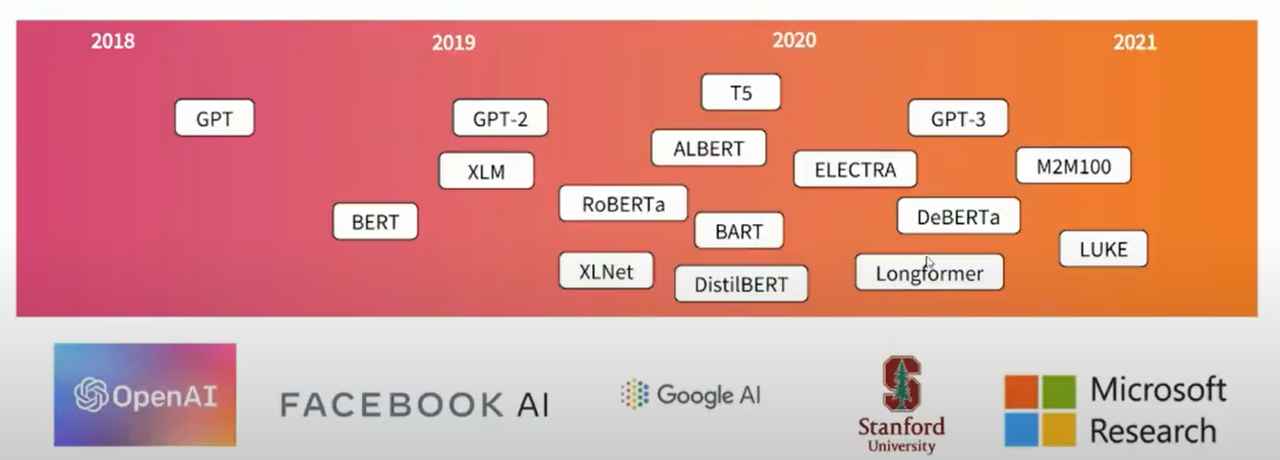 2018 2019 2020 2021
T5
GPT GPT-2 GPT-3
ALBERT
XLM ELECTRA M2M100
RoBERTa
BERT BART DeBERTa
LUKE
XLNet DistilBERT Longformer
OpenAI
FACEBOOK AI
Google AI
Stanford
University
Microsoft
Research